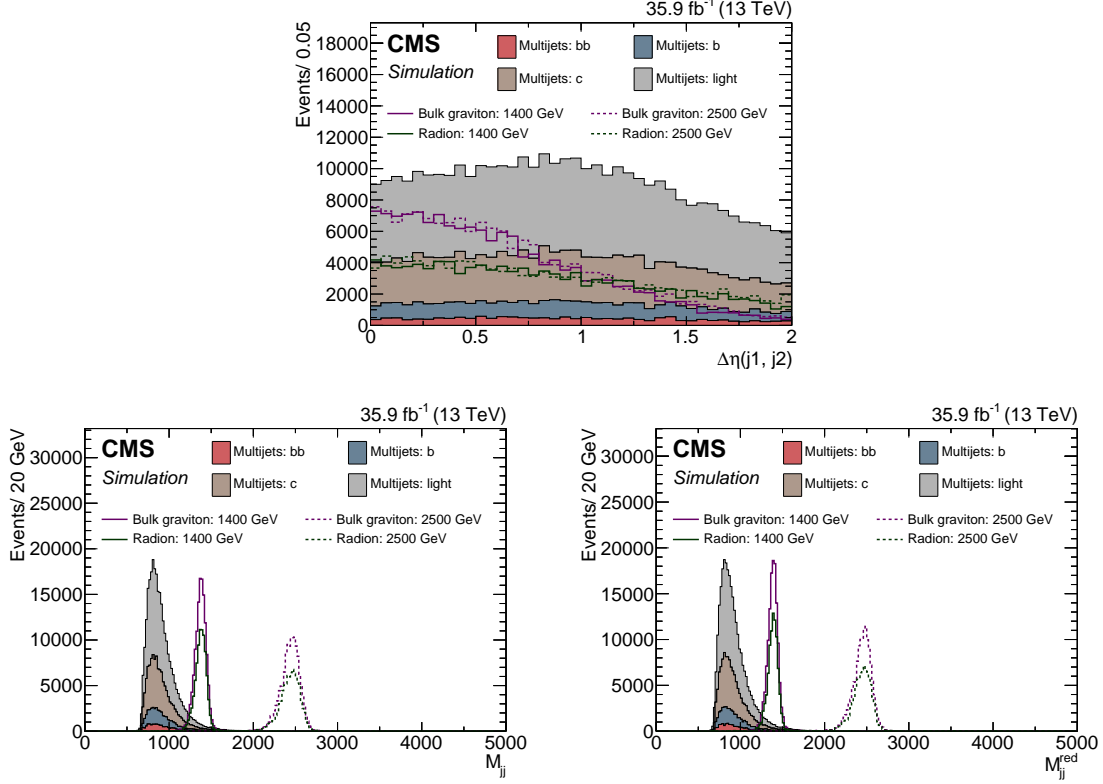 35.9 fb⁻¹ (13 TeV)
Events/ 0.05
18000
16000
14000
12000
10000
8000
6000
4000
2000
0
CMS
Simulation
Multijets: bb
Multijets: b
Multijets: c
Multijets: light
Bulk graviton: 1400 GeV
Bulk graviton: 2500 GeV
Radion: 1400 GeV
Radion: 2500 GeV
0 0.5 1 1.5 2
Δη(j1, j2)
35.9 fb⁻¹ (13 TeV)
Events/ 20 GeV
30000
25000
20000
15000
10000
5000
0
CMS
Simulation
Multijets: bb
Multijets: b
Multijets: c
Multijets: light
Bulk graviton: 1400 GeV
Bulk graviton: 2500 GeV
Radion: 1400 GeV
Radion: 2500 GeV
0 1000 2000 3000 4000 5000
M_jj
35.9 fb⁻¹ (13 TeV)
Events/ 20 GeV
30000
25000
20000
15000
10000
5000
0
CMS
Simulation
Multijets: bb
Multijets: b
Multijets: c
Multijets: light
Bulk graviton: 1400 GeV
Bulk graviton: 2500 GeV
Radion: 1400 GeV
Radion: 2500 GeV
0 1000 2000 3000 4000 5000
M_jj^red